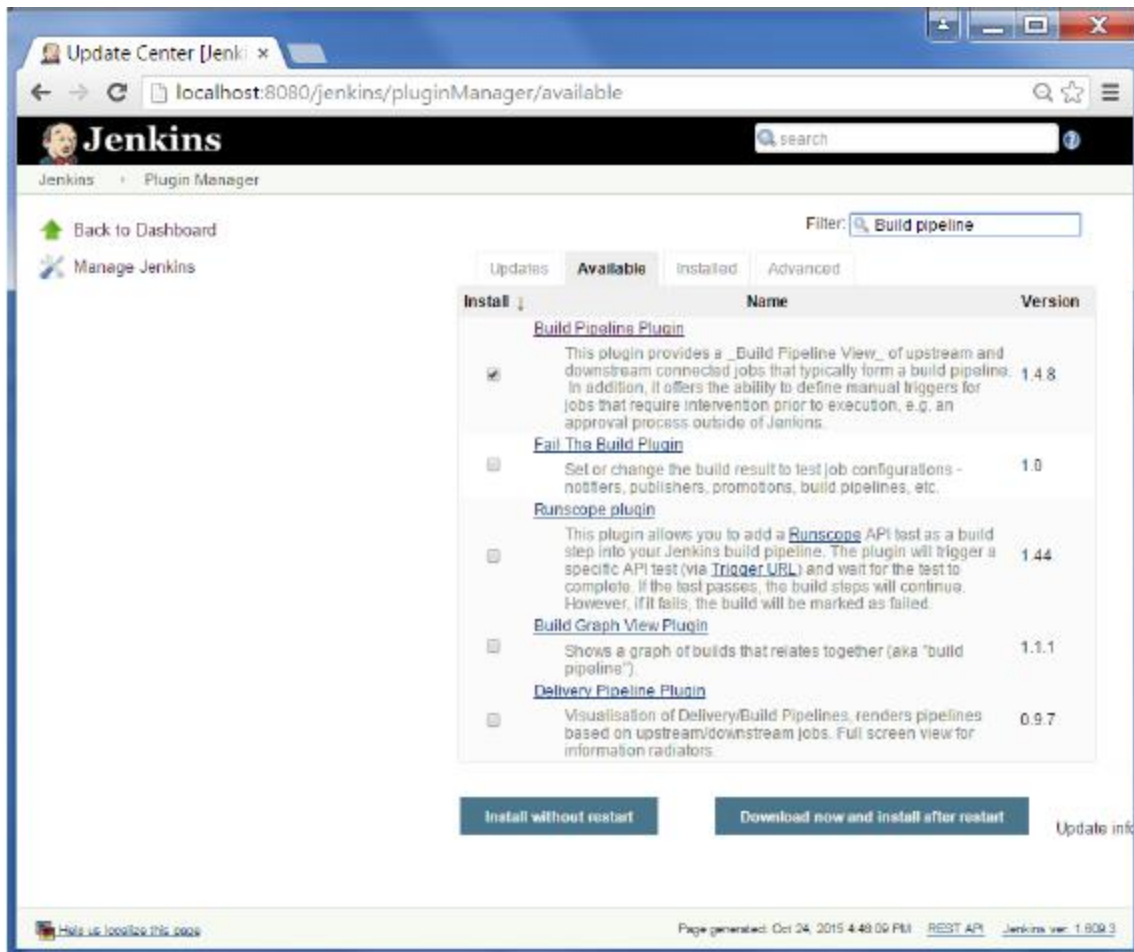 Update Center [Jenki
localhost:8080/jenkins/pluginManager/available
Jenkins
search
Jenkins
Plugin Manager
Back to Dashboard
Manage Jenkins
Filter:
Build pipeline
Updates
Available
Installed
Advanced
Install ↓
Name
Version
Build Pipeline Plugin
This plugin provides a _Build Pipeline View_ of upstream and
downstream connected jobs that typically form a build pipeline.
In addition, it offers the ability to define manual triggers for
jobs that require intervention prior to execution, e.g. an
approval process outside of Jenkins.
1.4.8
Fail The Build Plugin
Set or change the build result to test job configurations -
notifiers, publishers, promotions, build pipelines, etc.
1.0
Runscope plugin
This plugin allows you to add a Runscope API test as a build
step into your Jenkins build pipeline. The plugin will trigger a
specific API test (via Trigger URL) and wait for the test to
complete. If the test passes, the build steps will continue.
However, if it fails, the build will be marked as failed.
1.44
Build Graph View Plugin
Shows a graph of builds that relates together (aka "build
pipeline").
1.1.1
Delivery Pipeline Plugin
Visualisation of Delivery/Build Pipelines, renders pipelines
based on upstream/downstream jobs. Full screen view for
information radiators.
0.9.7
Install without restart
Download now and install after restart
Update info
Help us localize this page
Page generated: Oct 24, 2015 4:48:09 PM
REST API
Jenkins ver. 1.609.3